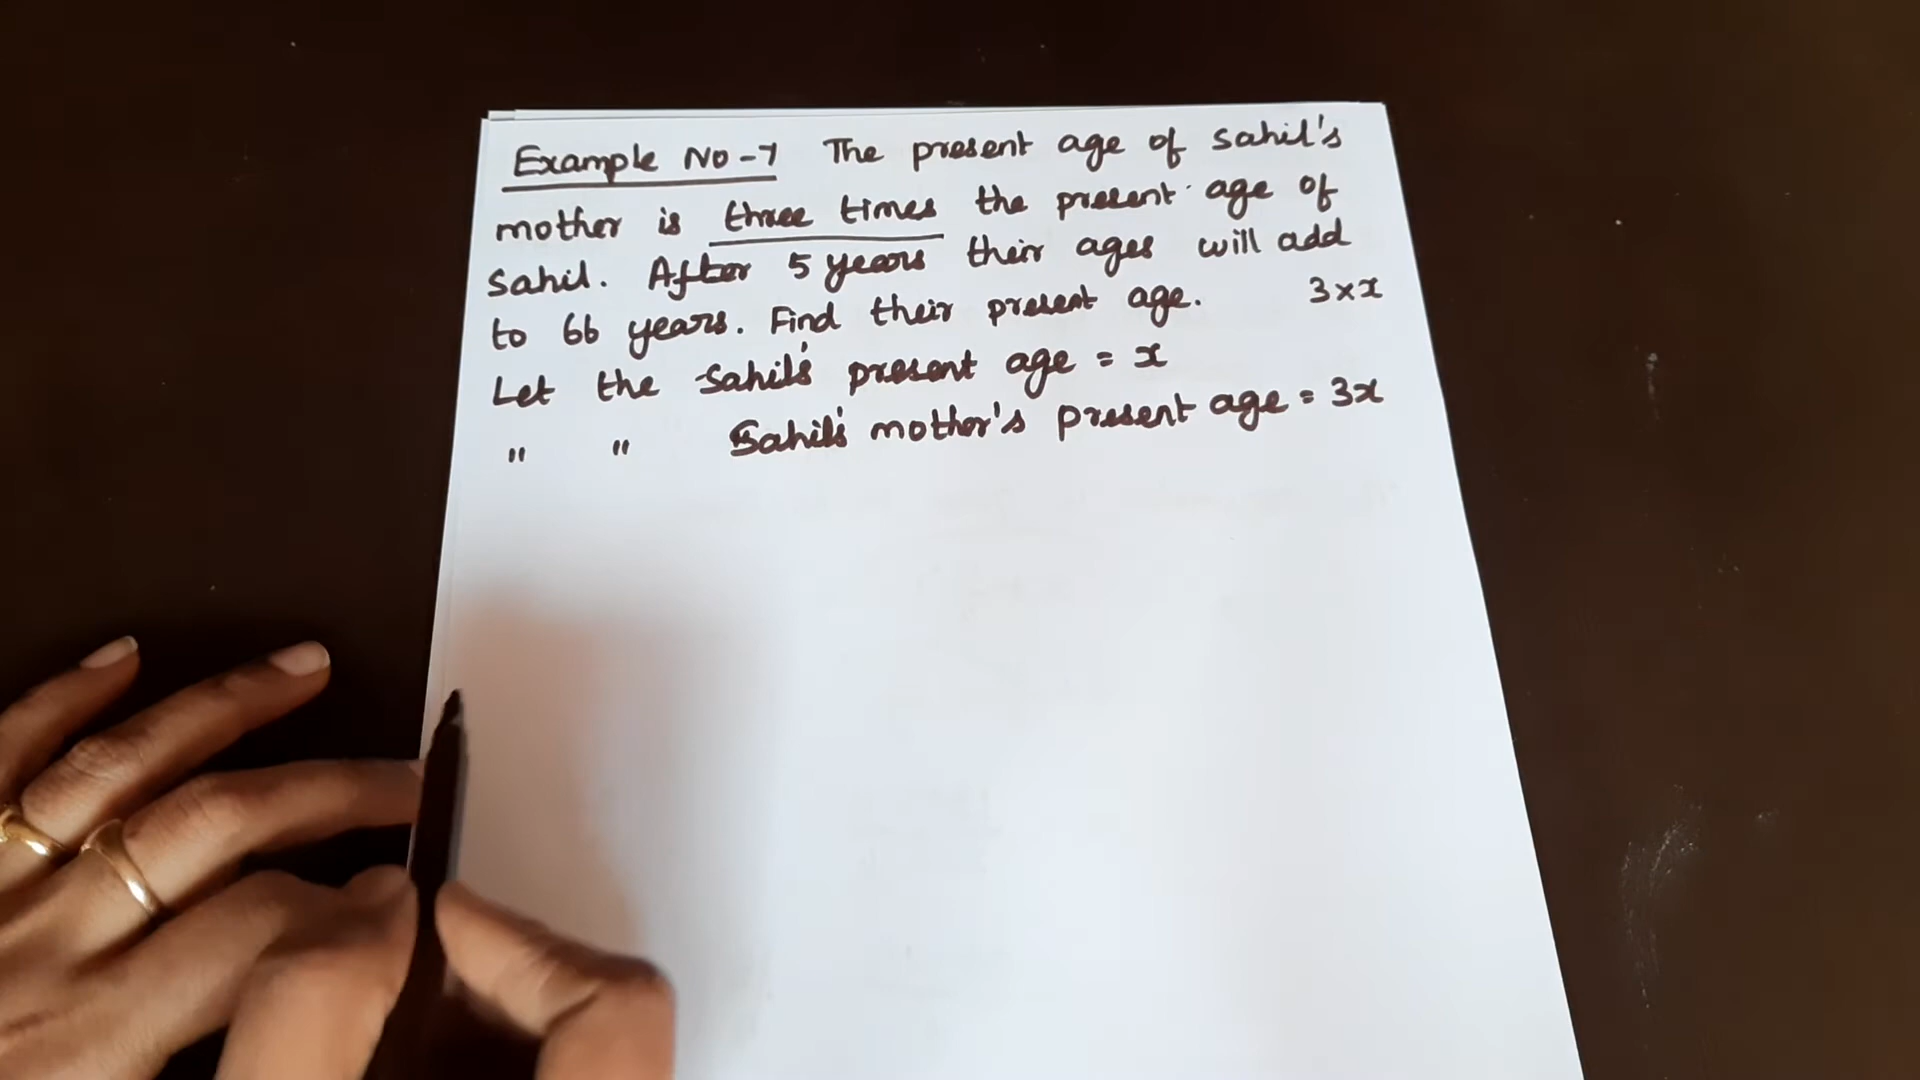 Example No-7 The present age of Sahil's
mother is three times the present age of
Sahil. After 5 years their ages will add
to 66 years. Find their present age. 3×x
Let the Sahil's present age = x
" " Sahil's mother's present age = 3x